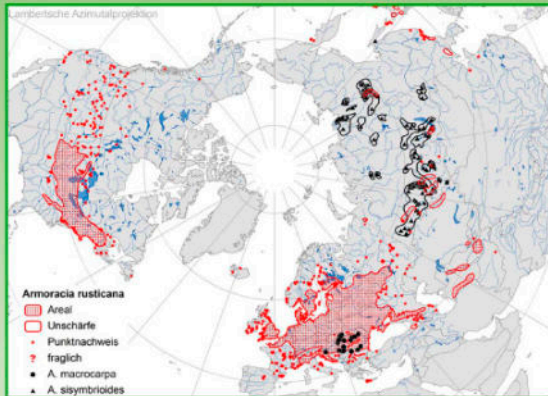 Lambertsche Azimutalprojektion
Armoracia rusticana
Areal
Unschärfe
Punktnachweis
? fraglich
A. macrocarpa
A. sisymbrioides